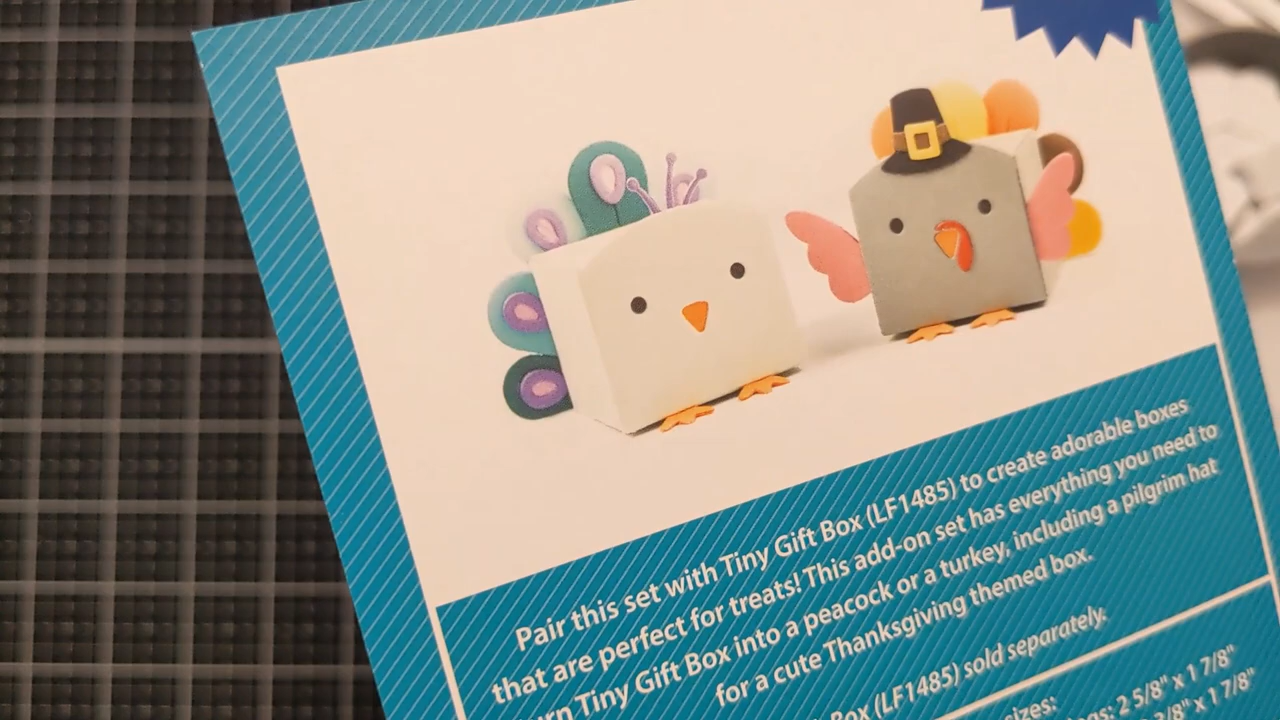 Pair this set with Tiny Gift Box (LF1485) to create adorable boxes
that are perfect for treats! This add-on set has everything you need to
Tiny Gift Box into a peacock or a turkey, including a pilgrim hat
for a cute Thanksgiving themed box.
Box (LF1485) sold separately.
sizes:
2 5/8" x 1 7/8"
x 1 7/8"